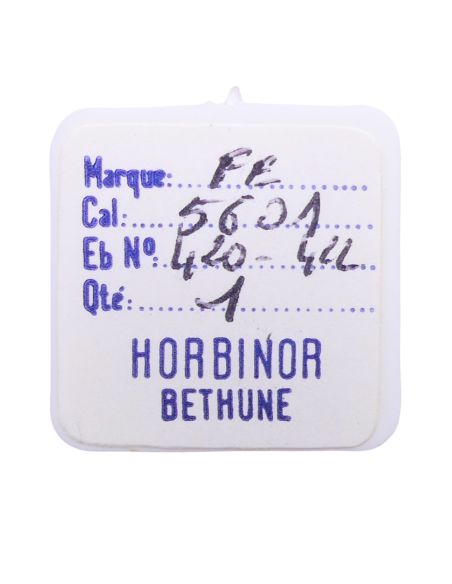 Marque: FE
Cal: 5601
Eb Nº: 420-422
Qté: 1
HORBINOR
BETHUNE